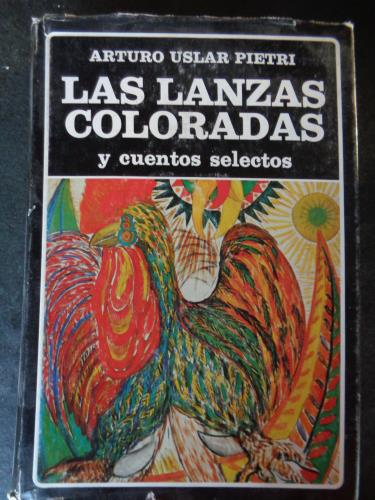 ARTURO USLAR PIETRI
LAS LANZAS
COLORADAS
y cuentos selectos